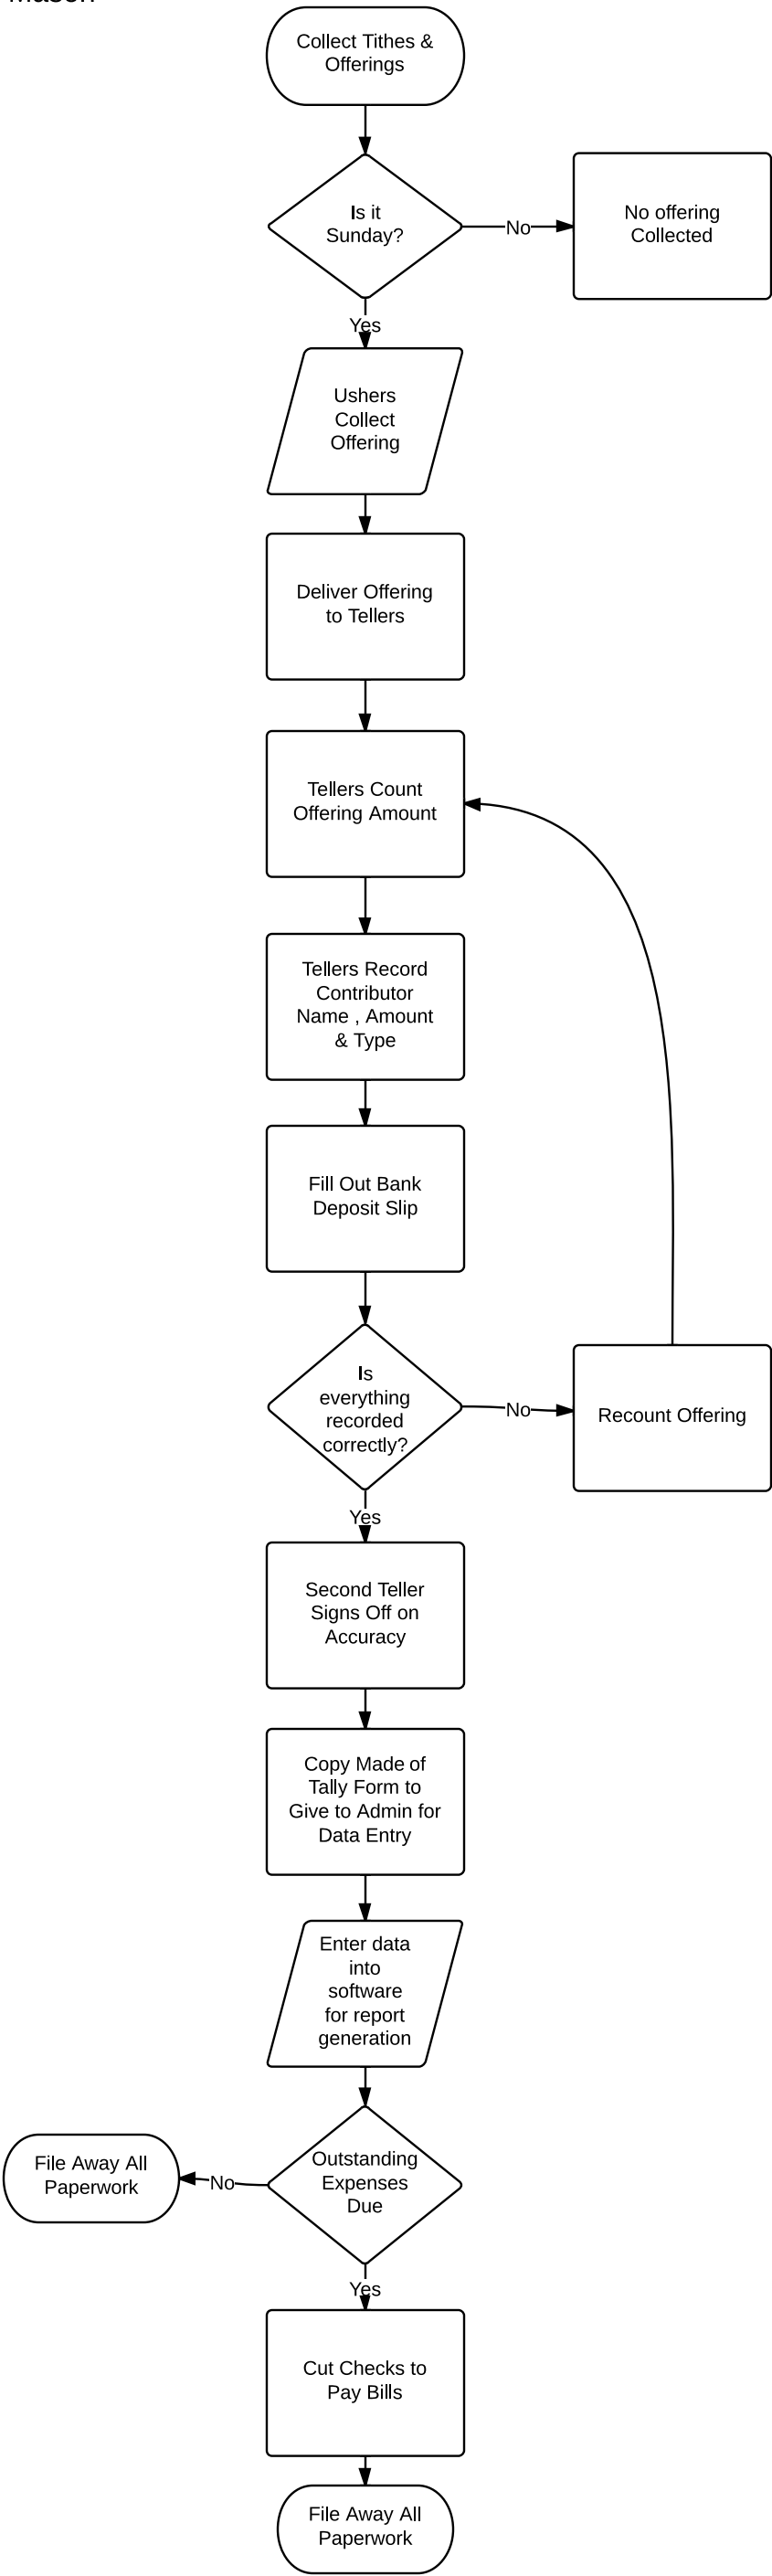 Collect Tithes &
Offerings
Is it
Sunday?
No
No offering
Collected
Yes
Ushers
Collect
Offering
Deliver Offering
to Tellers
Tellers Count
Offering Amount
Tellers Record
Contributor
Name , Amount
& Type
Fill Out Bank
Deposit Slip
Is
everything
recorded
correctly?
No
Recount Offering
Yes
Second Teller
Signs Off on
Accuracy
Copy Made of
Tally Form to
Give to Admin for
Data Entry
Enter data
into
software
for report
generation
Outstanding
Expenses
Due
No
File Away All
Paperwork
Yes
Cut Checks to
Pay Bills
File Away All
Paperwork